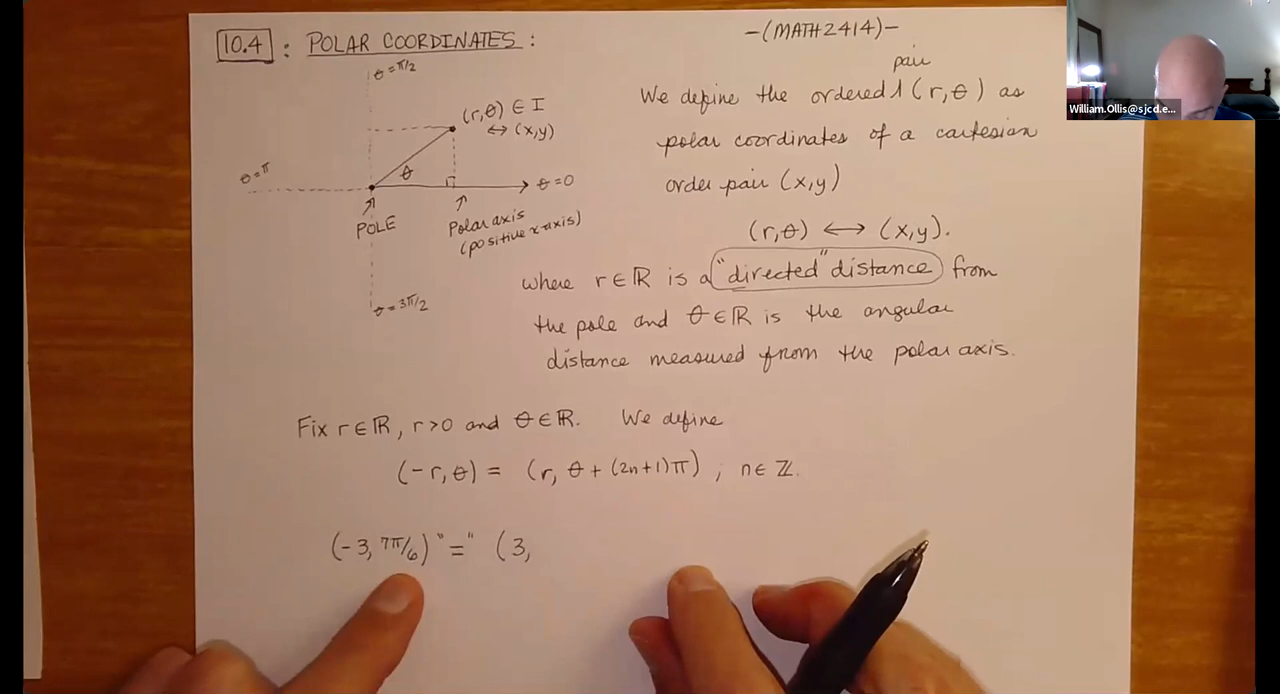 10.4 : POLAR COORDINATES :
-(MATH2414)-
θ=π/2
(r,θ) ∈ I
↔ (x,y)
θ
θ=π
θ=0
POLE
Polar axis
(positive x-axis)
θ=3π/2
pair
We define the ordered (r,θ) as
polar coordinates of a cartesian
order pair (x,y)
(r,θ) ↔ (x,y).
where r∈ℝ is a "directed" distance from
the pole and θ∈ℝ is the angular
distance measured from the polar axis.
Fix r∈ℝ, r>0 and θ∈ℝ. We define
(-r,θ) = (r, θ+(2n+1)π) ; n∈ℤ.
(-3, 7π/6) "=" (3,
William.Ollis@sjcd.e...